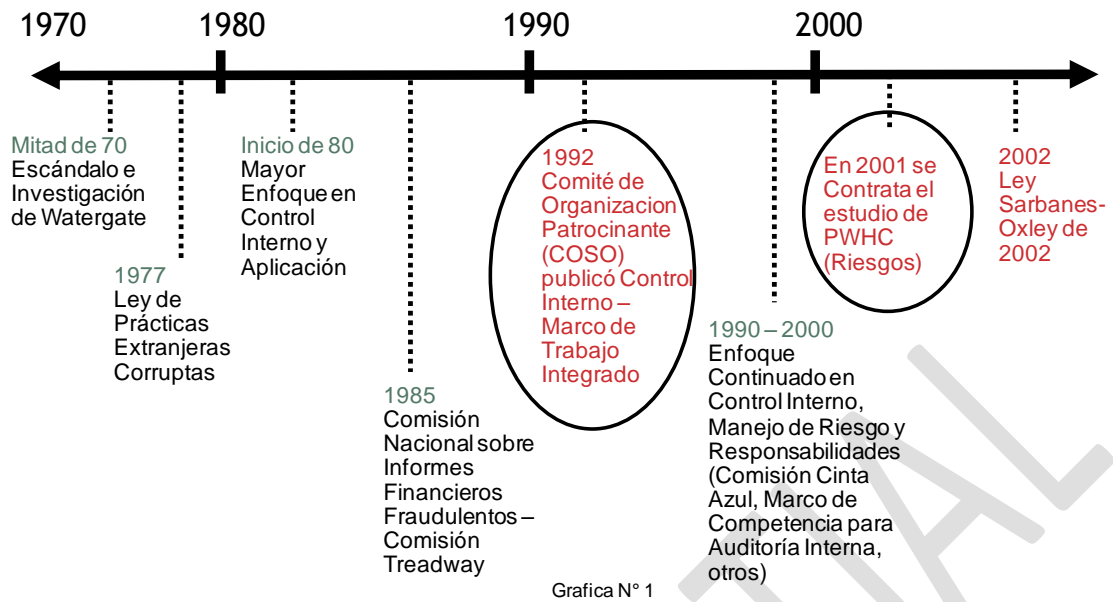 1970
1980
1990
2000
Mitad de 70
Escándalo e
Investigación
de Watergate
1977
Ley de
Prácticas
Extranjeras
Corruptas
Inicio de 80
Mayor
Enfoque en
Control
Interno y
Aplicación
1985
Comisión
Nacional sobre
Informes
Financieros
Fraudulentos –
Comisión
Treadway
1992
Comité de
Organizacion
Patrocinante
(COSO)
publicó Control
Interno –
Marco de
Trabajo
Integrado
1990 – 2000
Enfoque
Continuado en
Control Interno,
Manejo de Riesgo y
Responsabilidades
(Comisión Cinta
Azul, Marco de
Competencia para
Auditoría Interna,
otros)
En 2001 se
Contrata el
estudio de
PWHC
(Riesgos)
2002
Ley
Sarbanes-
Oxley de
2002
Grafica N° 1
TIAL